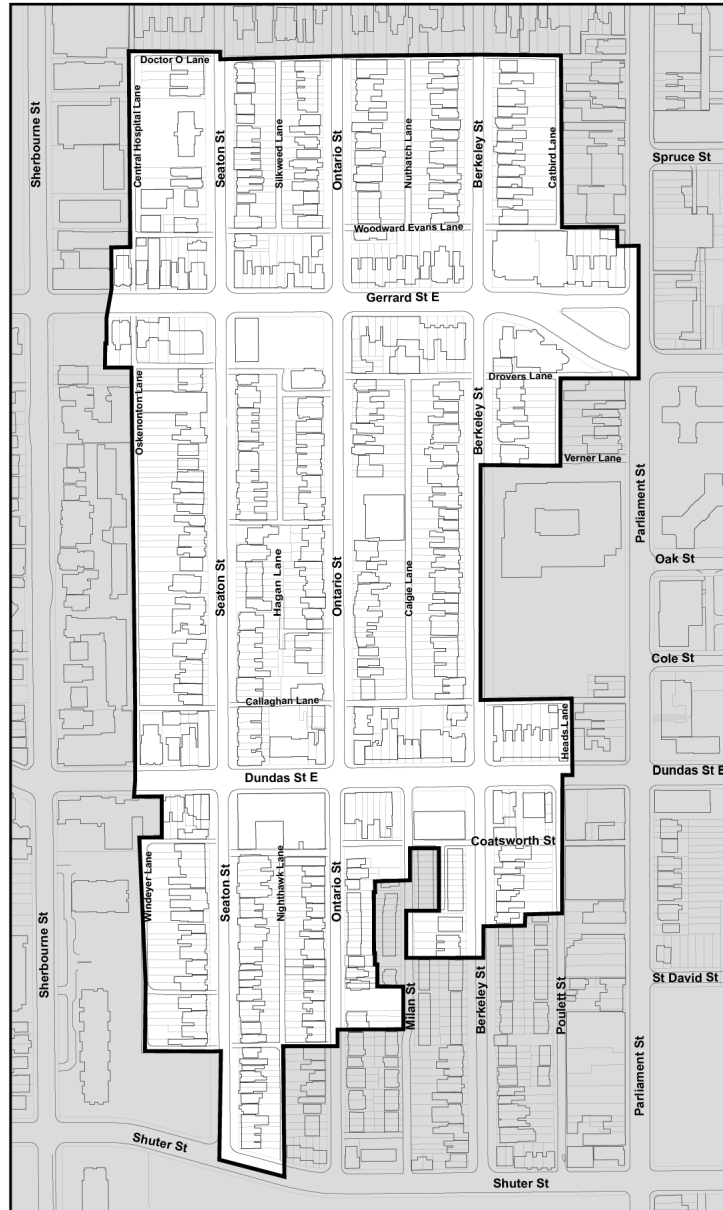 Doctor O Lane
Sherbourne St
Central Hospital Lane
Seaton St
Silkweed Lane
Ontario St
Nuthatch Lane
Berkeley St
Catbird Lane
Spruce St
Woodward Evans Lane
Gerrard St E
Drovers Lane
Oskenonton Lane
Berkeley St
Verner Lane
Parliament St
Oak St
Seaton St
Hagan Lane
Ontario St
Calgie Lane
Cole St
Callaghan Lane
Heads Lane
Dundas St E
Dundas St E
Coatsworth St
Windeyer Lane
Seaton St
Nighthawk Lane
Ontario St
Sherbourne St
Milan St
Berkeley St
Poulett St
St David St
Parliament St
Shuter St
Shuter St